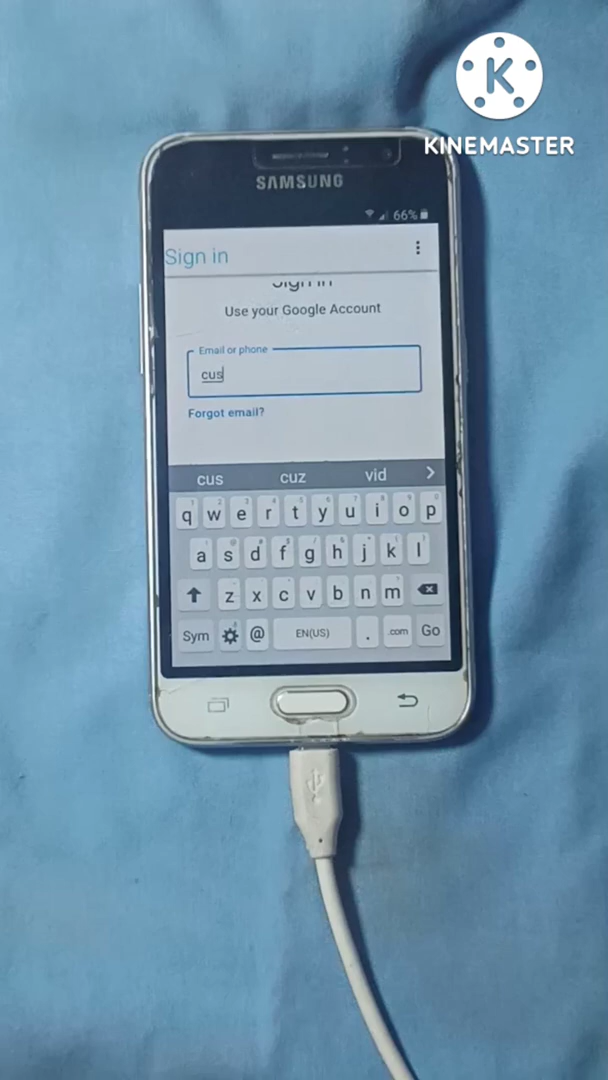 KINEMASTER
SAMSUNG
66%
Sign in
Sign in
Use your Google Account
Email or phone
cus
Forgot email?
cus cuz vid
q w e r t y u i o p
a s d f g h j k l
z x c v b n m
Sym @ EN(US) . .com Go